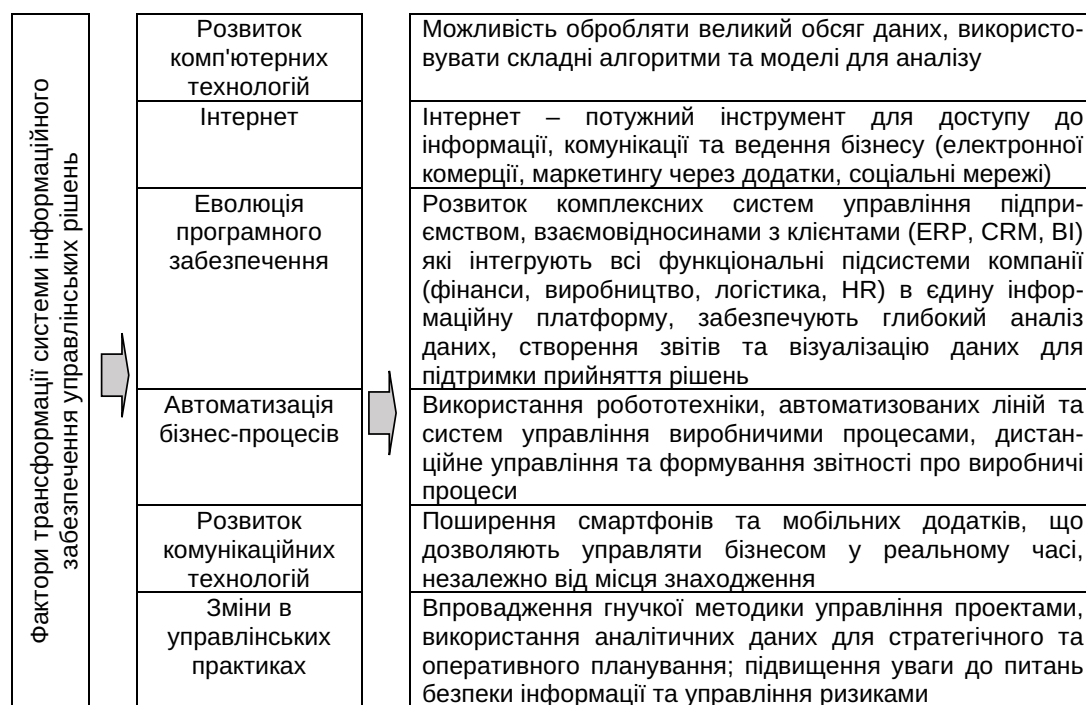 Фактори трансформації системи інформаційного
забезпечення управлінських рішень
Розвиток
комп'ютерних
технологій
Можливість обробляти великий обсяг даних, використо-
вувати складні алгоритми та моделі для аналізу
Інтернет
Інтернет – потужний інструмент для доступу до
інформації, комунікації та ведення бізнесу (електронної
комерції, маркетингу через додатки, соціальні мережі)
Еволюція
програмного
забезпечення
Розвиток комплексних систем управління підпри-
ємством, взаємовідносинами з клієнтами (ERP, CRM, BI)
які інтегрують всі функціональні підсистеми компанії
(фінанси, виробництво, логістика, HR) в єдину інфор-
маційну платформу, забезпечують глибокий аналіз
даних, створення звітів та візуалізацію даних для
підтримки прийняття рішень
Автоматизація
бізнес-процесів
Використання робототехніки, автоматизованих ліній та
систем управління виробничими процесами, дистан-
ційне управління та формування звітності про виробничі
процеси
Розвиток
комунікаційних
технологій
Поширення смартфонів та мобільних додатків, що
дозволяють управляти бізнесом у реальному часі,
незалежно від місця знаходження
Зміни в
управлінських
практиках
Впровадження гнучкої методики управління проектами,
використання аналітичних даних для стратегічного та
оперативного планування; підвищення уваги до питань
безпеки інформації та управління ризиками